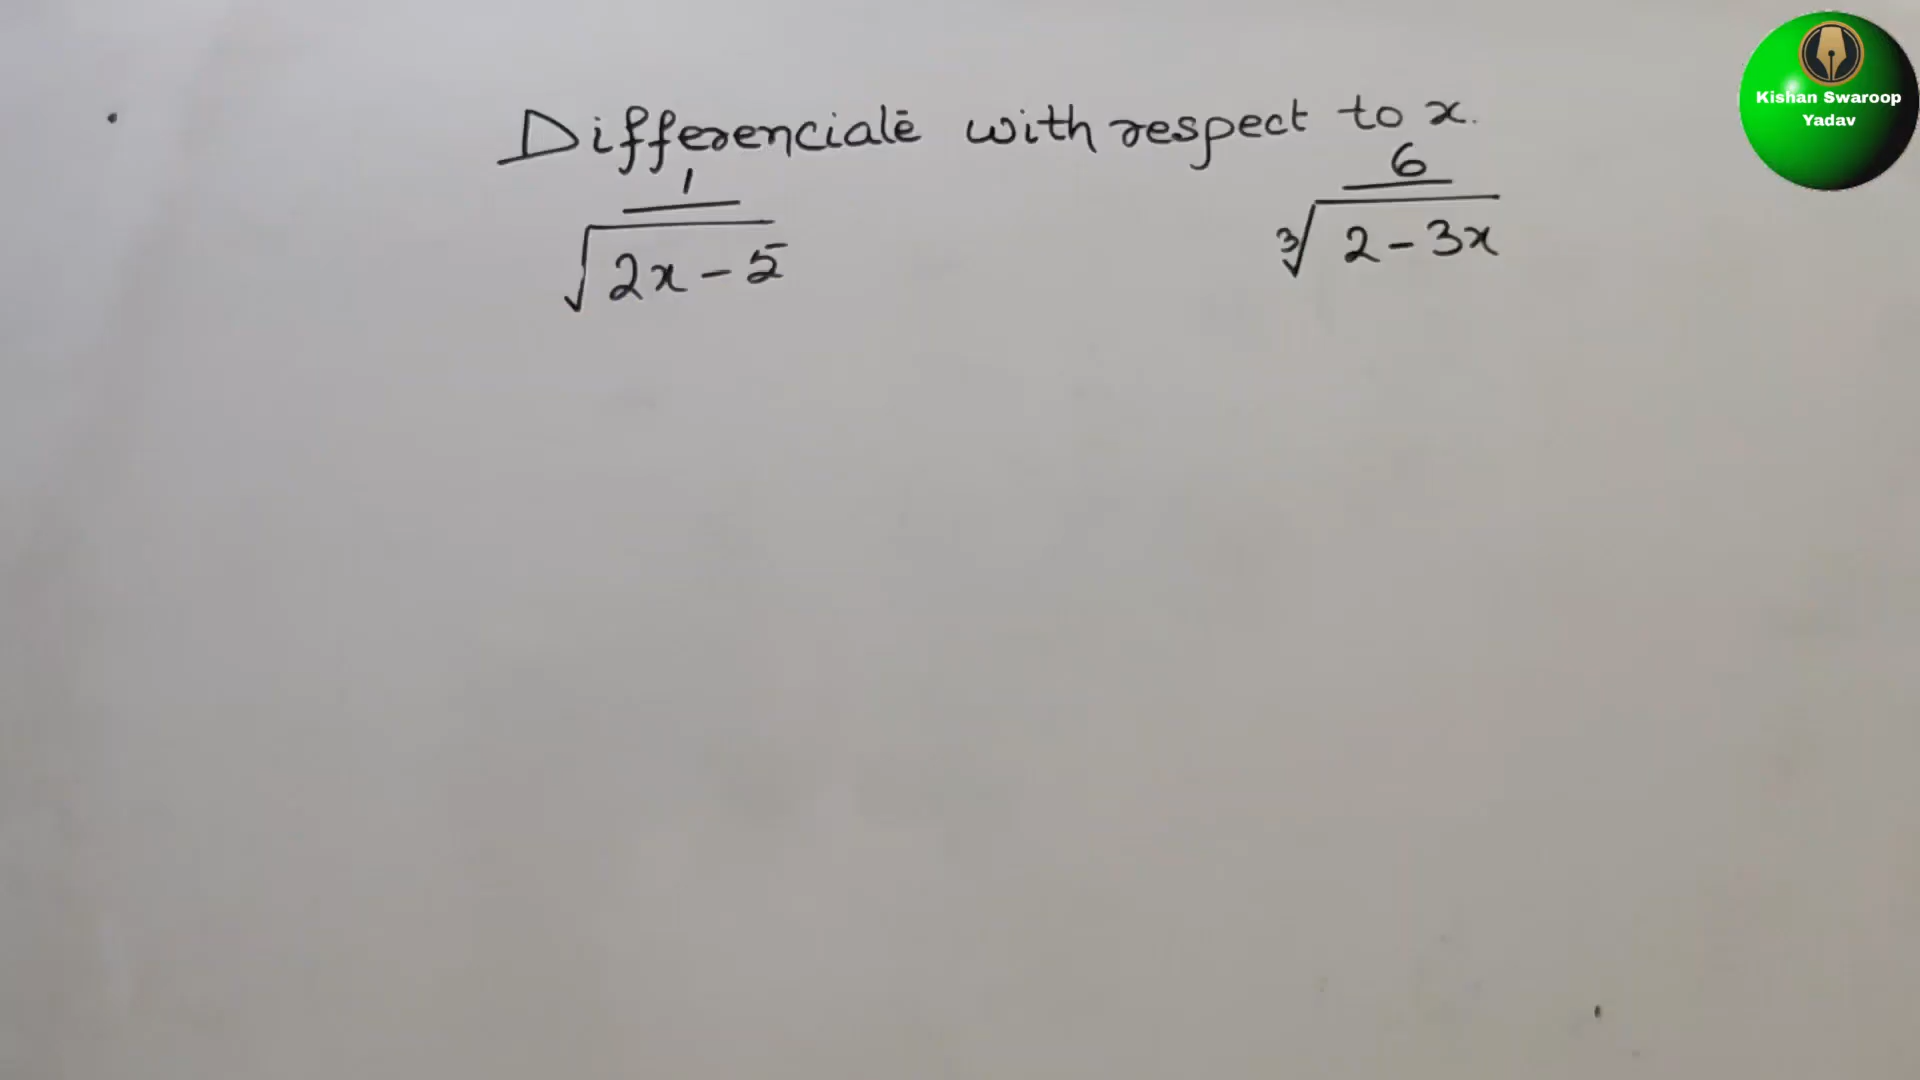 Differenciate with respect to x.
1/√(2x-5)
6/∛(2-3x)
Kishan Swaroop
Yadav